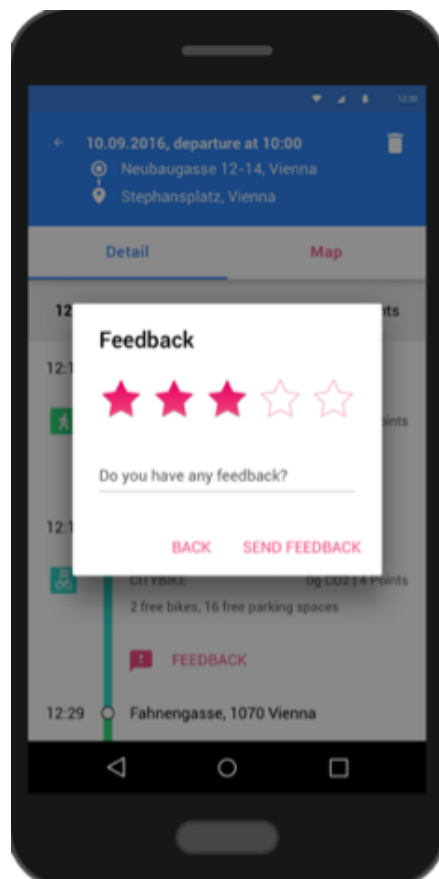 12:30
10.09.2016, departure at 10:00
Neubaugasse 12-14, Vienna
Stephansplatz, Vienna
Detail
Map
Feedback
Do you have any feedback?
BACK
SEND FEEDBACK
CITYBIKE
0g CO2 | 4 Points
2 free bikes, 16 free parking spaces
FEEDBACK
12:29
Fahnengasse, 1070 Vienna